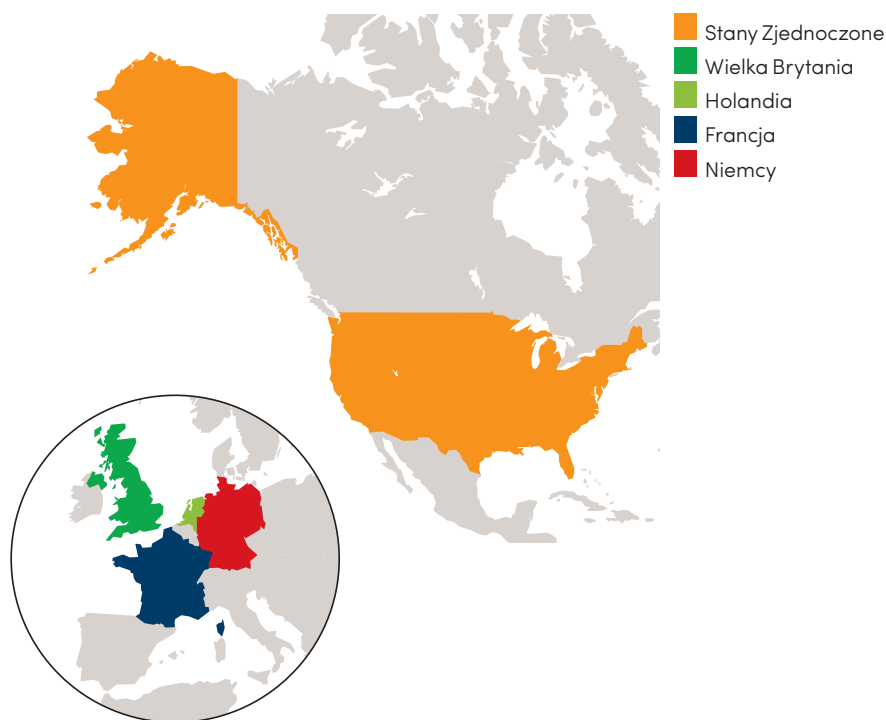 Stany Zjednoczone
Wielka Brytania
Holandia
Francja
Niemcy